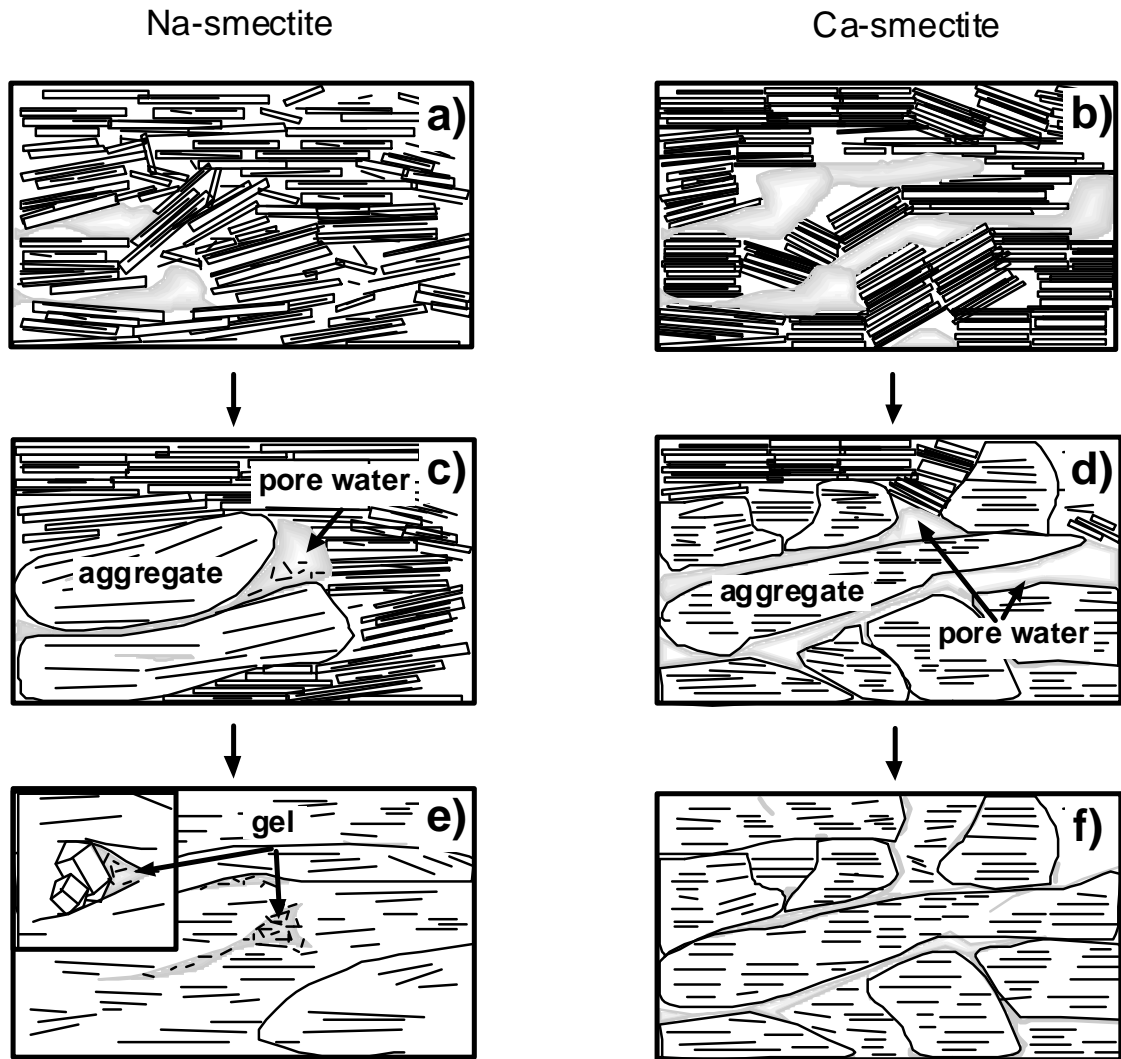 Na-smectite
Ca-smectite
a)
b)
c)
pore water
aggregate
d)
aggregate
pore water
e)
gel
f)